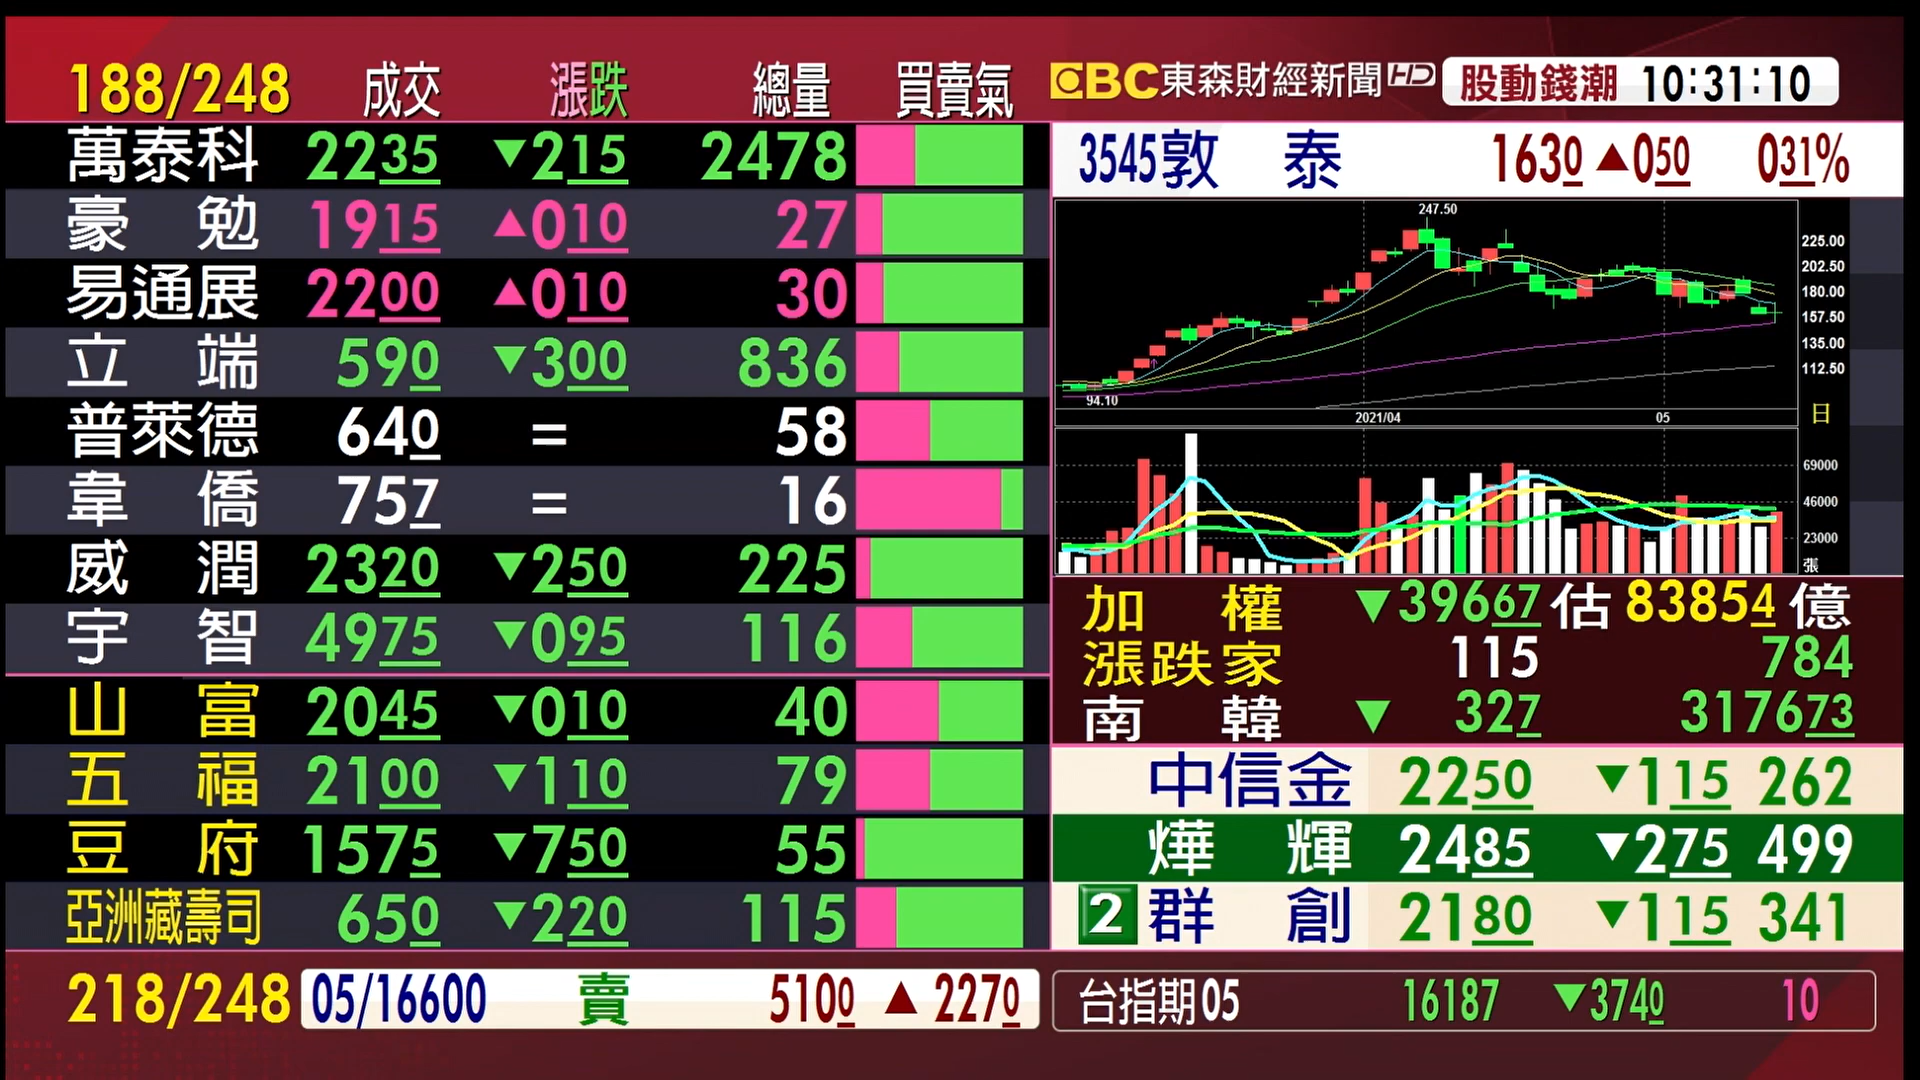 188/248 成交 漲跌 總量 買賣氣
萬泰科 2235 ▼215 2478
豪勉 1915 ▲010 27
易通展 2200 ▲010 30
立端 590 ▼300 836
普萊德 640 = 58
韋僑 757 = 16
威潤 2320 ▼250 225
宇智 4975 ▼095 116
山富 2045 ▼010 40
五福 2100 ▼110 79
豆府 1575 ▼750 55
亞洲藏壽司 650 ▼220 115
218/248 05/16600 賣 5100 ▲2270
EBC東森財經新聞HD 股動錢潮 10:31:10
3545敦泰 1630 ▲050 031%
247.50
225.00
202.50
180.00
157.50
135.00
112.50
94.10
2021/04 05 日
69000
46000
23000
張
加權 ▼39667 估 83854 億
漲跌家 115 784
南韓 ▼ 327 317673
中信金 2250 ▼115 262
燁輝 2485 ▼275 499
2 群創 2180 ▼115 341
台指期05 16187 ▼3740 10